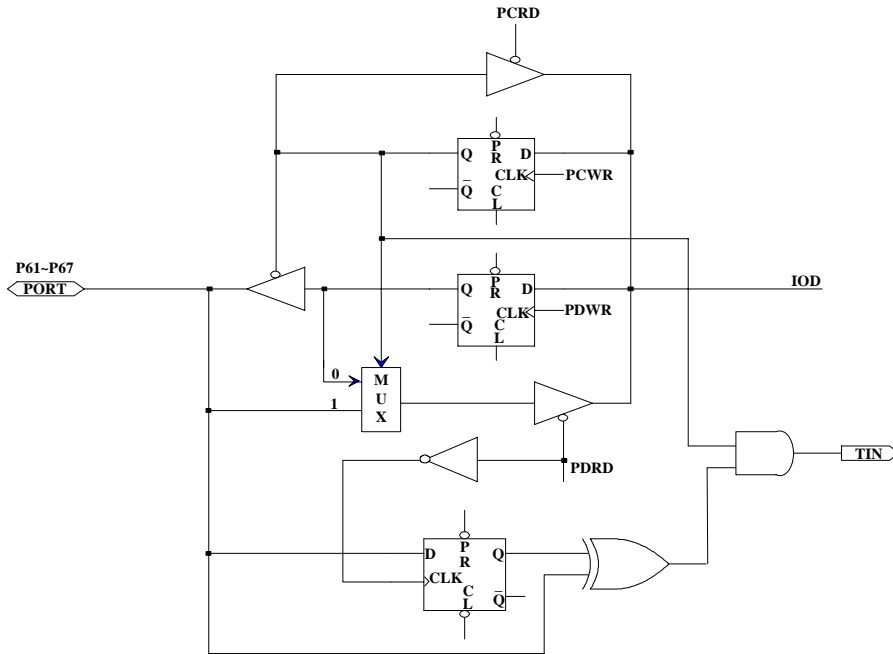 PCRD
Q
P
R
D
CLK
PCWR
Q̅
C
L
P61~P67
PORT
Q
P
R
D
IOD
CLK
PDWR
Q̅
C
L
0
M
U
X
1
PDRD
TIN
D
P
R
Q
CLK
C
L
Q̅